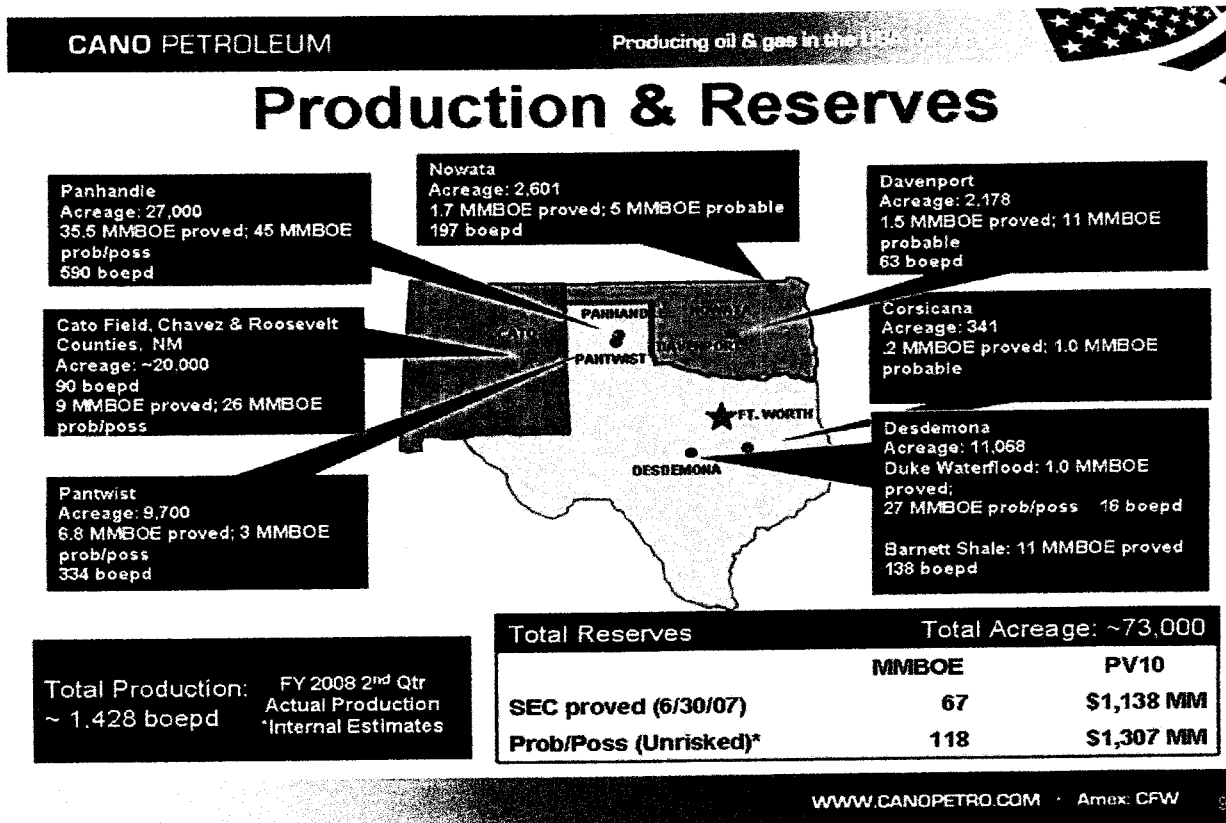 CANO PETROLEUM
Producing oil & gas in the
Production & Reserves
Panhandle
Acreage: 27,000
35.5 MMBOE proved; 45 MMBOE
prob/poss
590 boepd
Nowata
Acreage: 2,601
1.7 MMBOE proved; 5 MMBOE probable
197 boepd
Davenport
Acreage: 2,178
1.5 MMBOE proved; 11 MMBOE
probable
63 boepd
Cato Field, Chavez & Roosevelt
Counties, NM
Acreage: ~20.000
90 boepd
9 MMBOE proved; 26 MMBOE
prob/poss
Corsicana
Acreage: 341
.2 MMBOE proved; 1.0 MMBOE
probable
Pantwist
Acreage: 9,700
6.8 MMBOE proved; 3 MMBOE
prob/poss
334 boepd
Desdemona
Acreage: 11,068
Duke Waterflood: 1.0 MMBOE
proved;
27 MMBOE prob/poss 16 boepd
Barnett Shale: 11 MMBOE proved
138 boepd
PANHANDLE
NOWATA
CATO
DAVENPORT
PANTWIST
FT. WORTH
DESDEMONA
Total Production:
~ 1.428 boepd
FY 2008 2nd Qtr
Actual Production
*Internal Estimates
Total Reserves Total Acreage: ~73,000
MMBOE PV10
SEC proved (6/30/07) 67 $1,138 MM
Prob/Poss (Unrisked)* 118 $1,307 MM
WWW.CANOPETRO.COM · Amex: CFW